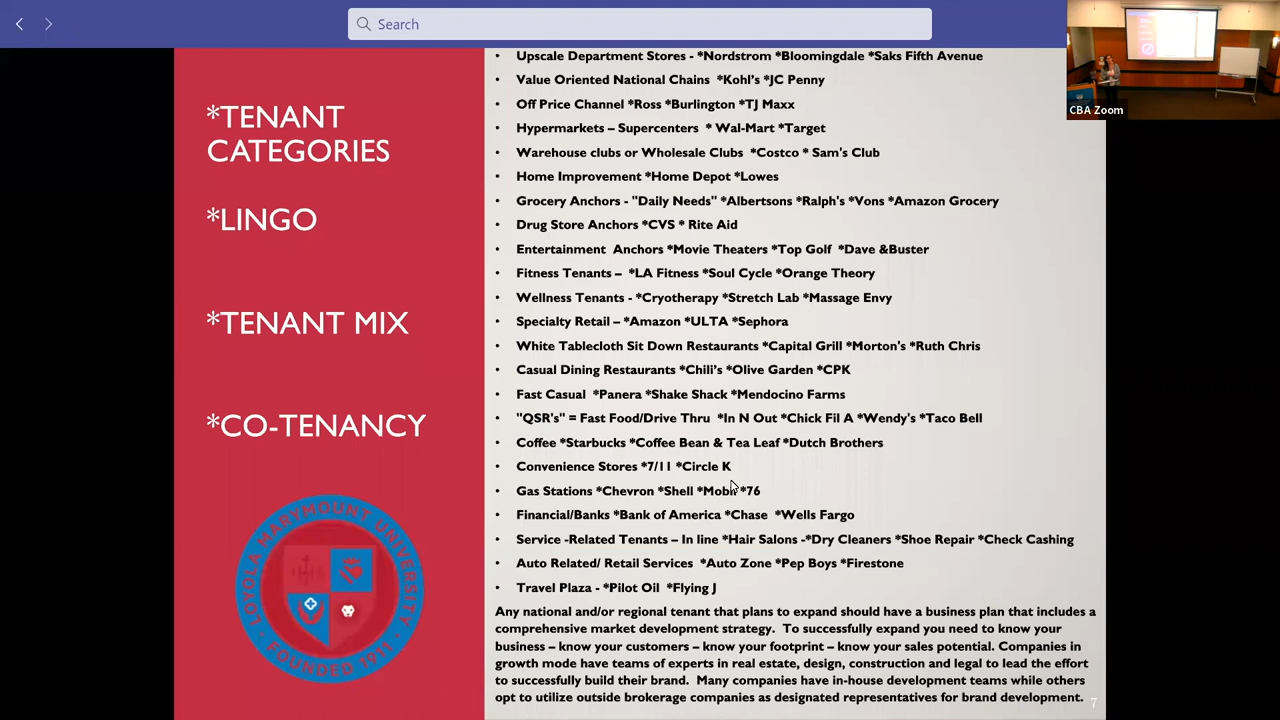 Search
CBA Zoom
*TENANT
CATEGORIES
*LINGO
*TENANT MIX
*CO-TENANCY
LOYOLA MARYMOUNT UNIVERSITY
FOUNDED 1911
• Upscale Department Stores - *Nordstrom *Bloomingdale *Saks Fifth Avenue
• Value Oriented National Chains *Kohl's *JC Penny
• Off Price Channel *Ross *Burlington *TJ Maxx
• Hypermarkets – Supercenters * Wal-Mart *Target
• Warehouse clubs or Wholesale Clubs *Costco * Sam's Club
• Home Improvement *Home Depot *Lowes
• Grocery Anchors - "Daily Needs" *Albertsons *Ralph's *Vons *Amazon Grocery
• Drug Store Anchors *CVS * Rite Aid
• Entertainment Anchors *Movie Theaters *Top Golf *Dave &Buster
• Fitness Tenants – *LA Fitness *Soul Cycle *Orange Theory
• Wellness Tenants - *Cryotherapy *Stretch Lab *Massage Envy
• Specialty Retail – *Amazon *ULTA *Sephora
• White Tablecloth Sit Down Restaurants *Capital Grill *Morton's *Ruth Chris
• Casual Dining Restaurants *Chili's *Olive Garden *CPK
• Fast Casual *Panera *Shake Shack *Mendocino Farms
• "QSR's" = Fast Food/Drive Thru *In N Out *Chick Fil A *Wendy's *Taco Bell
• Coffee *Starbucks *Coffee Bean & Tea Leaf *Dutch Brothers
• Convenience Stores *7/11 *Circle K
• Gas Stations *Chevron *Shell *Mobil *76
• Financial/Banks *Bank of America *Chase *Wells Fargo
• Service -Related Tenants – In line *Hair Salons -*Dry Cleaners *Shoe Repair *Check Cashing
• Auto Related/ Retail Services *Auto Zone *Pep Boys *Firestone
• Travel Plaza - *Pilot Oil *Flying J
Any national and/or regional tenant that plans to expand should have a business plan that includes a
comprehensive market development strategy. To successfully expand you need to know your
business – know your customers – know your footprint – know your sales potential. Companies in
growth mode have teams of experts in real estate, design, construction and legal to lead the effort
to successfully build their brand. Many companies have in-house development teams while others
opt to utilize outside brokerage companies as designated representatives for brand development.
7